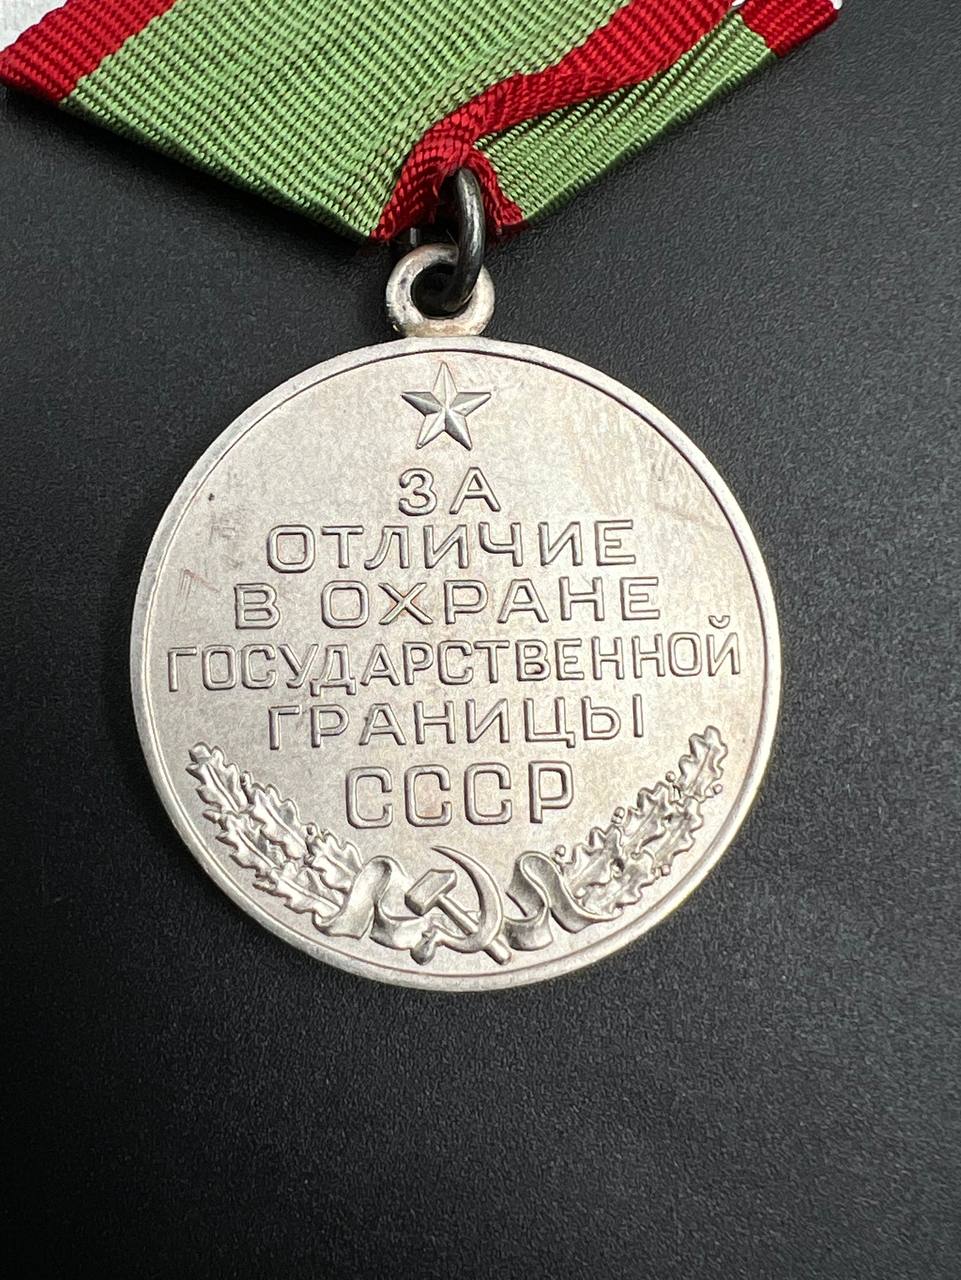 ЗА
ОТЛИЧИЕ
В ОХРАНЕ
ГОСУДАРСТВЕННОЙ
ГРАНИЦЫ
СССР